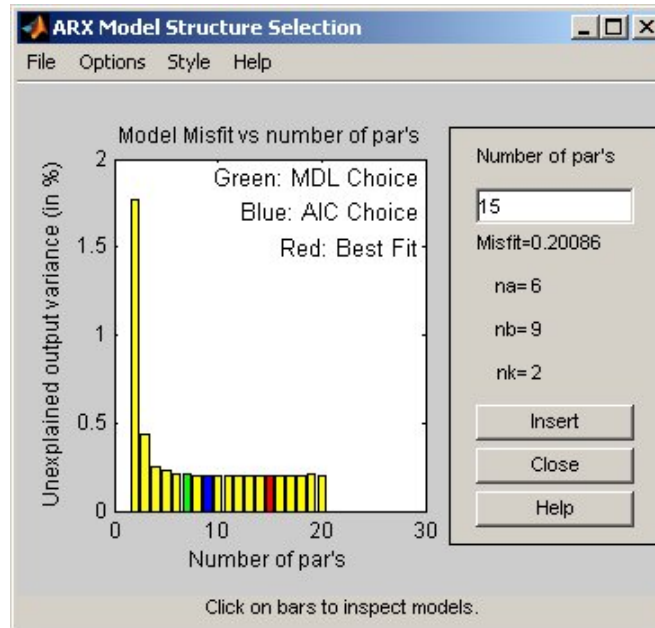 ARX Model Structure Selection
File Options Style Help
Model Misfit vs number of par's
Unexplained output variance (in %)
2
1.5
1
0.5
0
Green: MDL Choice
Blue: AIC Choice
Red: Best Fit
0 10 20 30
Number of par's
Number of par's
15
Misfit=0.20086
na= 6
nb= 9
nk= 2
Insert
Close
Help
Click on bars to inspect models.